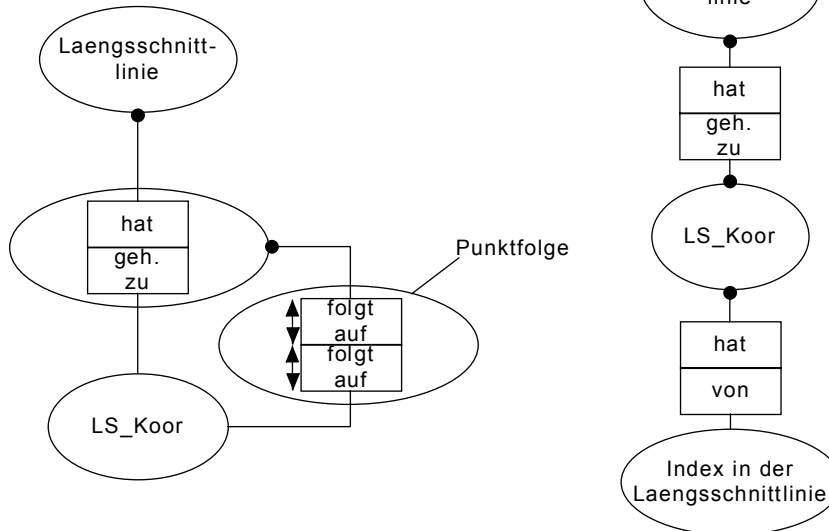 Laengsschnitt-
linie
hat
geh.
zu
Punktfolge
folgt
auf
folgt
auf
LS_Koor
linie
hat
geh.
zu
LS_Koor
hat
von
Index in der
Laengsschnittlinie